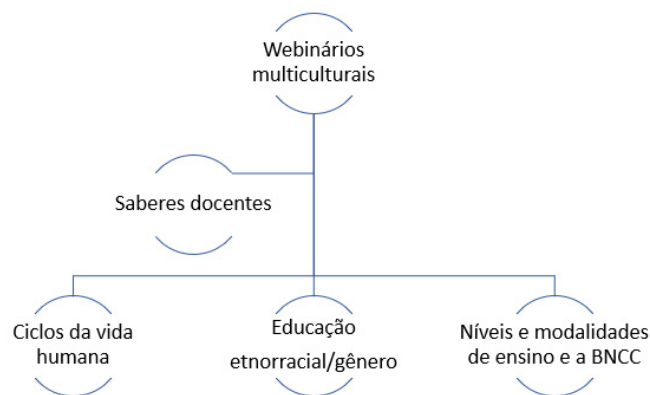 Webinários
multiculturais
Saberes docentes
Ciclos da vida
humana
Educação
etnorracial/gênero
Níveis e modalidades
de ensino e a BNCC